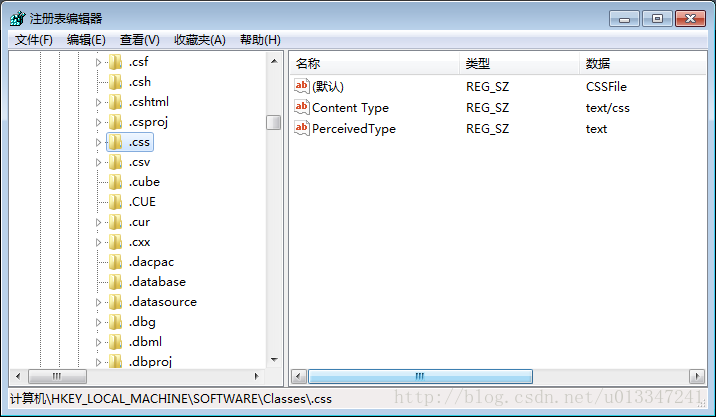 注册表编辑器
文件(F) 编辑(E) 查看(V) 收藏夹(A) 帮助(H)
.csf
.csh
.cshtml
.csproj
.css
.csv
.cube
.CUE
.cur
.cxx
.dacpac
.database
.datasource
.dbg
.dbml
.dbproj
名称 类型 数据
ab (默认) REG_SZ CSSFile
ab Content Type REG_SZ text/css
ab PerceivedType REG_SZ text
计算机\HKEY_LOCAL_MACHINE\SOFTWARE\Classes\.css
http://blog.csdn.net/u013347241